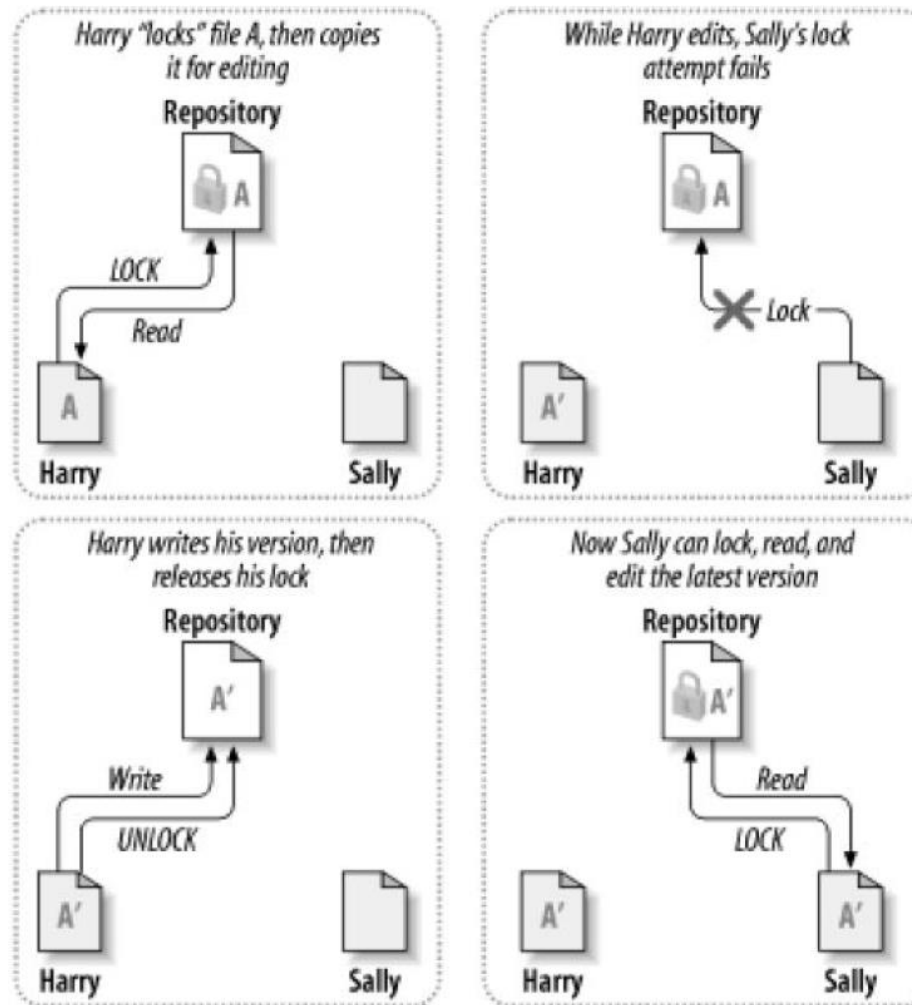 Harry “locks” file A, then copies
it for editing
Repository
A
LOCK
Read
A
Harry
Sally
While Harry edits, Sally’s lock
attempt fails
Repository
A
Lock
A’
Harry
Sally
Harry writes his version, then
releases his lock
Repository
A’
Write
UNLOCK
A’
Harry
Sally
Now Sally can lock, read, and
edit the latest version
Repository
A’
Read
LOCK
A’
A’
Harry
Sally